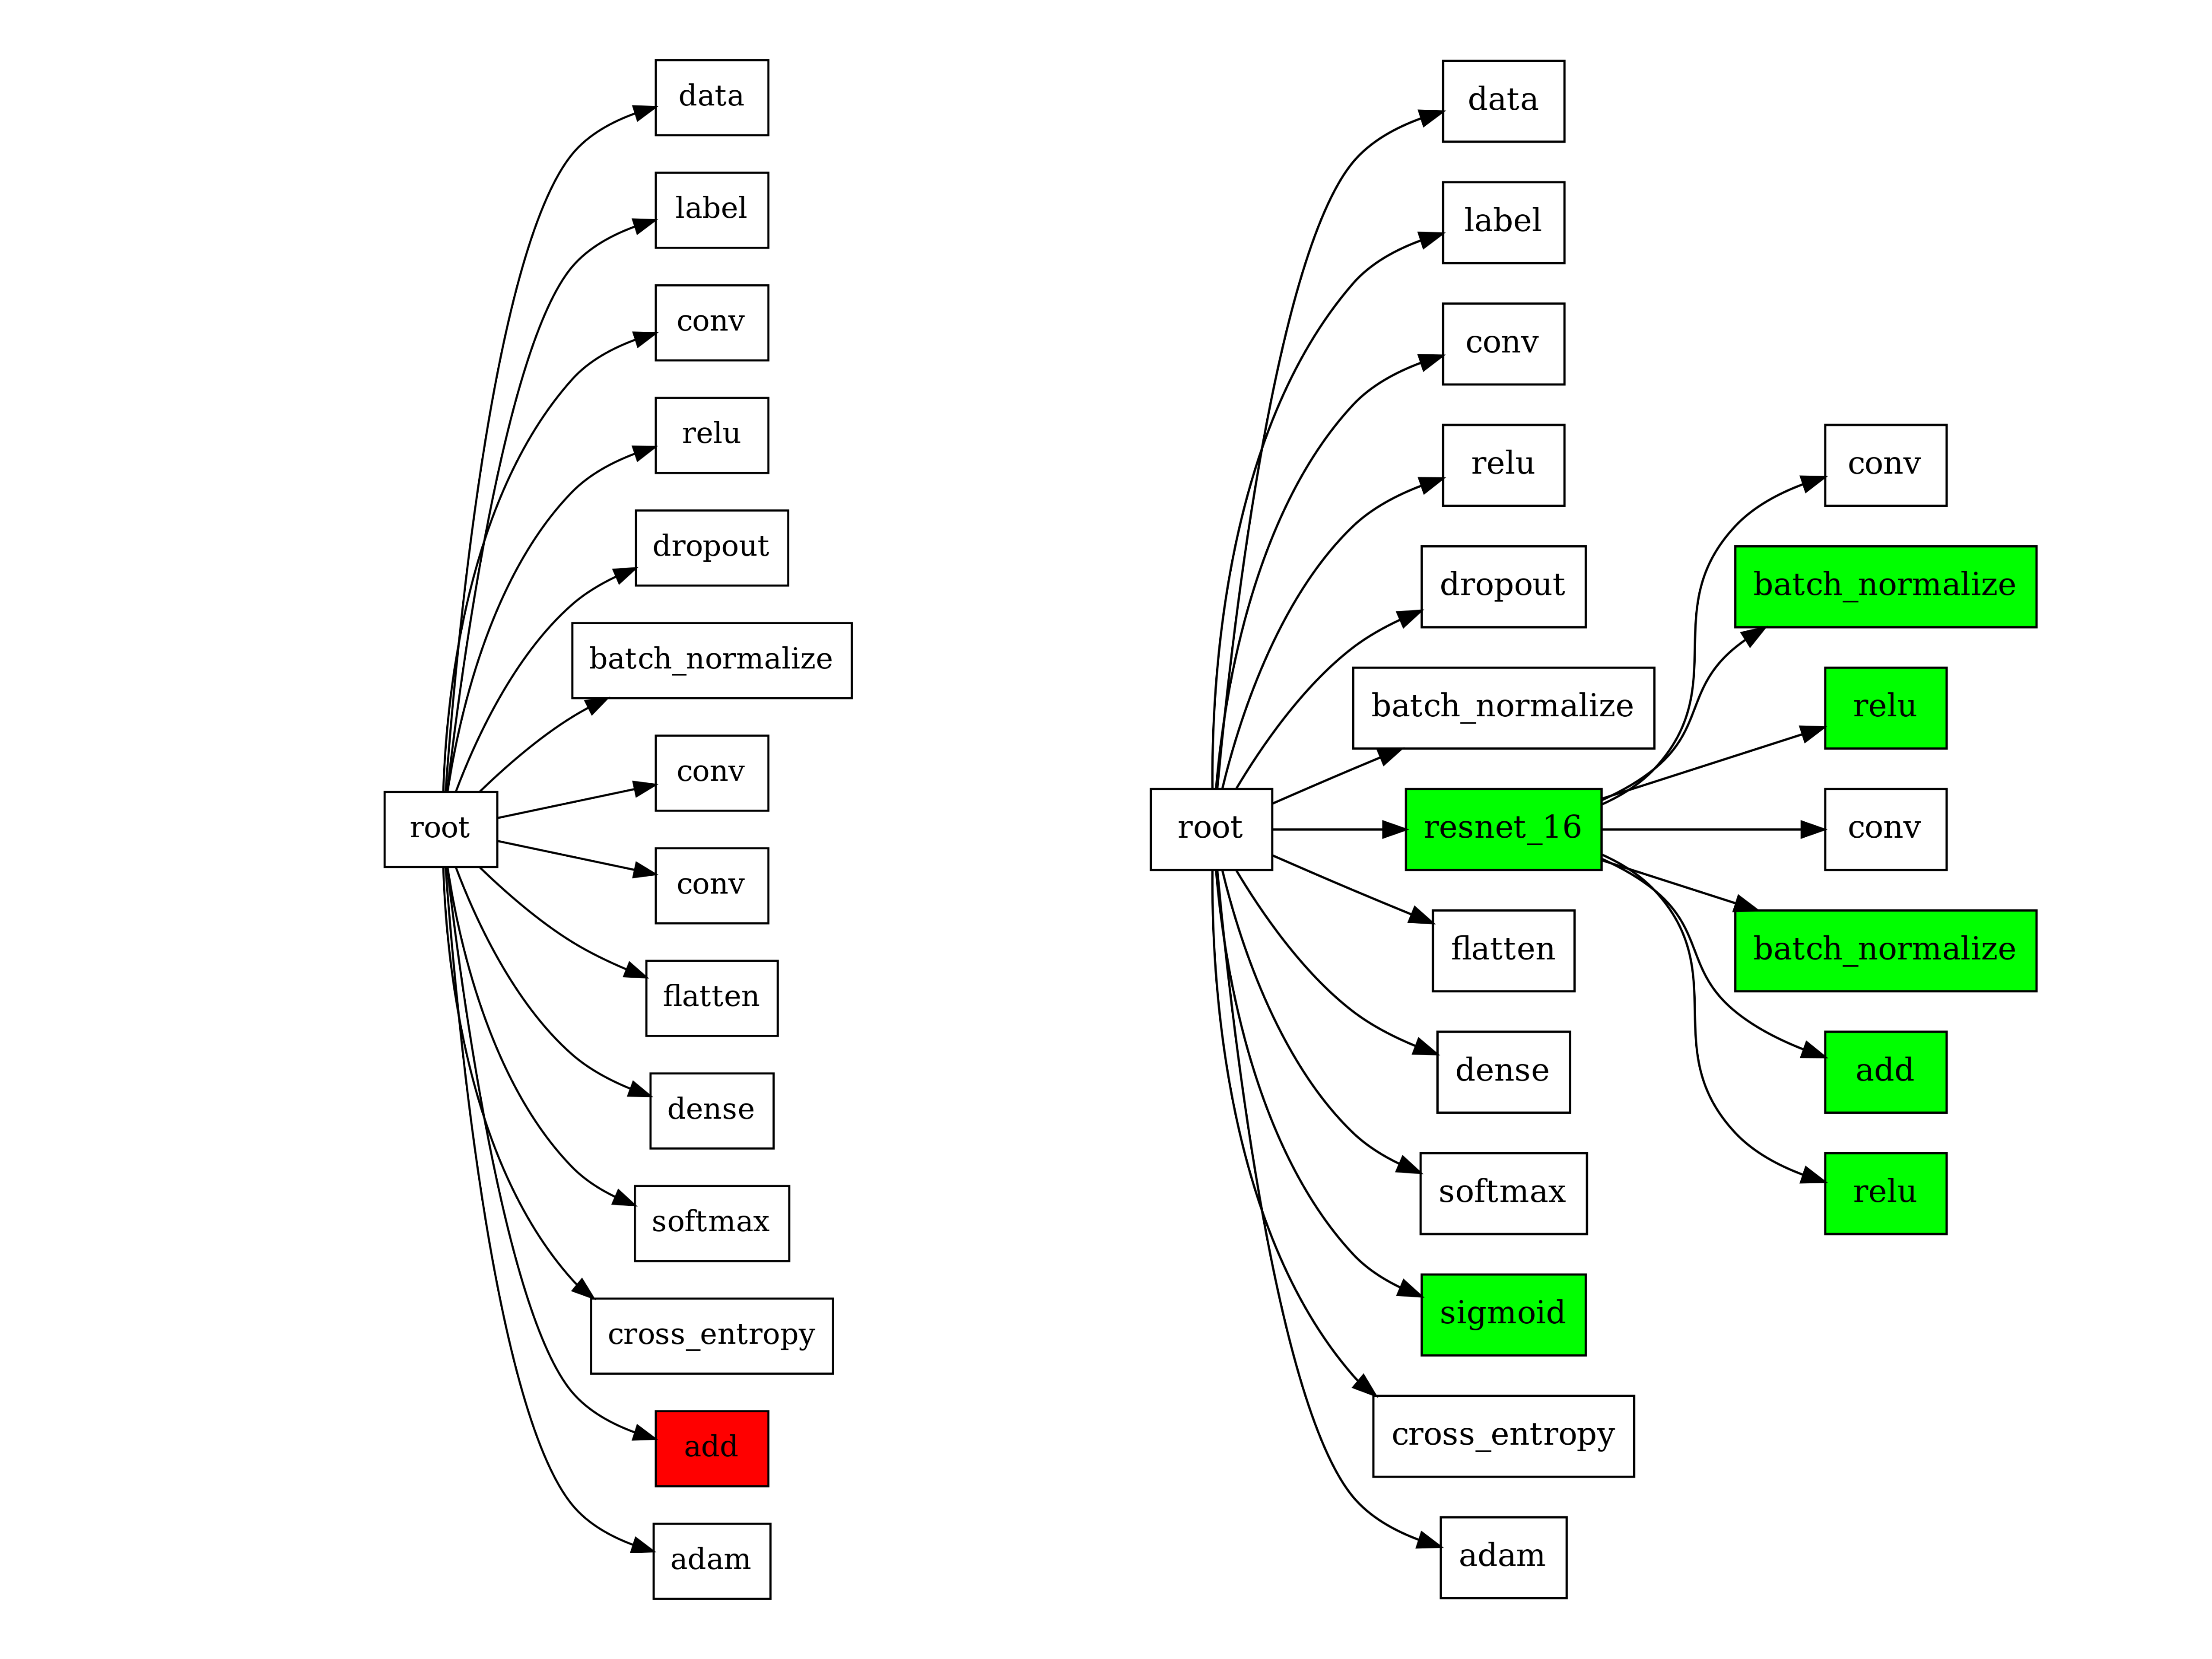 data
label
conv
relu
dropout
batch_normalize
conv
root
conv
flatten
dense
softmax
cross_entropy
add
adam
data
label
conv
relu
dropout
batch_normalize
root
resnet_16
flatten
dense
softmax
sigmoid
cross_entropy
adam
conv
batch_normalize
relu
conv
batch_normalize
add
relu